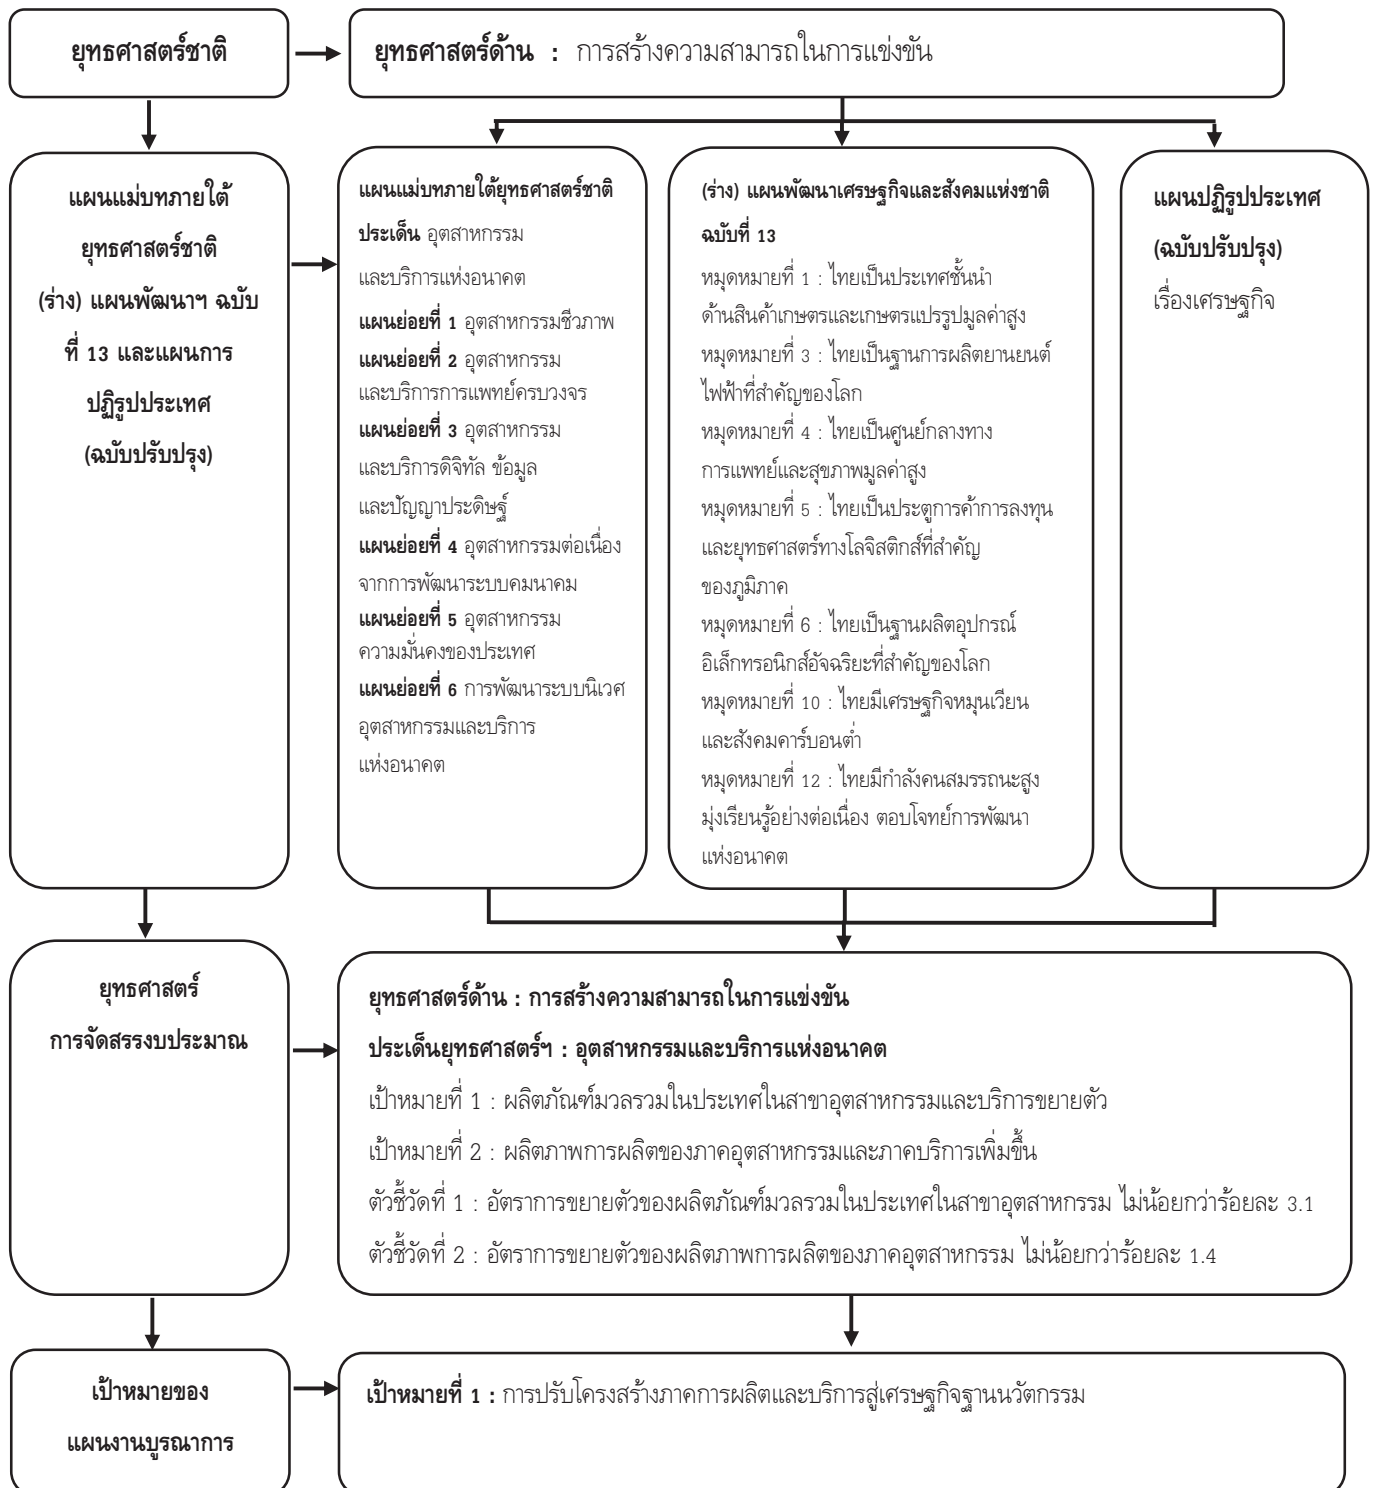 ยุทธศาสตร์ชาติ
ยุทธศาสตร์ด้าน : การสร้างความสามารถในการแข่งขัน
แผนแม่บทภายใต้
ยุทธศาสตร์ชาติ
(ร่าง) แผนพัฒนาฯ ฉบับ
ที่ 13 และแผนการ
ปฏิรูปประเทศ
(ฉบับปรับปรุง)
แผนแม่บทภายใต้ยุทธศาสตร์ชาติ
ประเด็น อุตสาหกรรม
และบริการแห่งอนาคต
แผนย่อยที่ 1 อุตสาหกรรมชีวภาพ
แผนย่อยที่ 2 อุตสาหกรรม
และบริการการแพทย์ครบวงจร
แผนย่อยที่ 3 อุตสาหกรรม
และบริการดิจิทัล ข้อมูล
และปัญญาประดิษฐ์
แผนย่อยที่ 4 อุตสาหกรรมต่อเนื่อง
จากการพัฒนาระบบคมนาคม
แผนย่อยที่ 5 อุตสาหกรรม
ความมั่นคงของประเทศ
แผนย่อยที่ 6 การพัฒนาระบบนิเวศ
อุตสาหกรรมและบริการ
แห่งอนาคต
(ร่าง) แผนพัฒนาเศรษฐกิจและสังคมแห่งชาติ
ฉบับที่ 13
หมุดหมายที่ 1 : ไทยเป็นประเทศชั้นนำ
ด้านสินค้าเกษตรและเกษตรแปรรูปมูลค่าสูง
หมุดหมายที่ 3 : ไทยเป็นฐานการผลิตยานยนต์
ไฟฟ้าที่สำคัญของโลก
หมุดหมายที่ 4 : ไทยเป็นศูนย์กลางทาง
การแพทย์และสุขภาพมูลค่าสูง
หมุดหมายที่ 5 : ไทยเป็นประตูการค้าการลงทุน
และยุทธศาสตร์ทางโลจิสติกส์ที่สำคัญ
ของภูมิภาค
หมุดหมายที่ 6 : ไทยเป็นฐานผลิตอุปกรณ์
อิเล็กทรอนิกส์อัจฉริยะที่สำคัญของโลก
หมุดหมายที่ 10 : ไทยมีเศรษฐกิจหมุนเวียน
และสังคมคาร์บอนต่ำ
หมุดหมายที่ 12 : ไทยมีกำลังคนสมรรถนะสูง
มุ่งเรียนรู้อย่างต่อเนื่อง ตอบโจทย์การพัฒนา
แห่งอนาคต
แผนปฏิรูปประเทศ
(ฉบับปรับปรุง)
เรื่องเศรษฐกิจ
ยุทธศาสตร์
การจัดสรรงบประมาณ
ยุทธศาสตร์ด้าน : การสร้างความสามารถในการแข่งขัน
ประเด็นยุทธศาสตร์ฯ : อุตสาหกรรมและบริการแห่งอนาคต
เป้าหมายที่ 1 : ผลิตภัณฑ์มวลรวมในประเทศในสาขาอุตสาหกรรมและบริการขยายตัว
เป้าหมายที่ 2 : ผลิตภาพการผลิตของภาคอุตสาหกรรมและภาคบริการเพิ่มขึ้น
ตัวชี้วัดที่ 1 : อัตราการขยายตัวของผลิตภัณฑ์มวลรวมในประเทศในสาขาอุตสาหกรรม ไม่น้อยกว่าร้อยละ 3.1
ตัวชี้วัดที่ 2 : อัตราการขยายตัวของผลิตภาพการผลิตของภาคอุตสาหกรรม ไม่น้อยกว่าร้อยละ 1.4
เป้าหมายของ
แผนงานบูรณาการ
เป้าหมายที่ 1 : การปรับโครงสร้างภาคการผลิตและบริการสู่เศรษฐกิจฐานนวัตกรรม